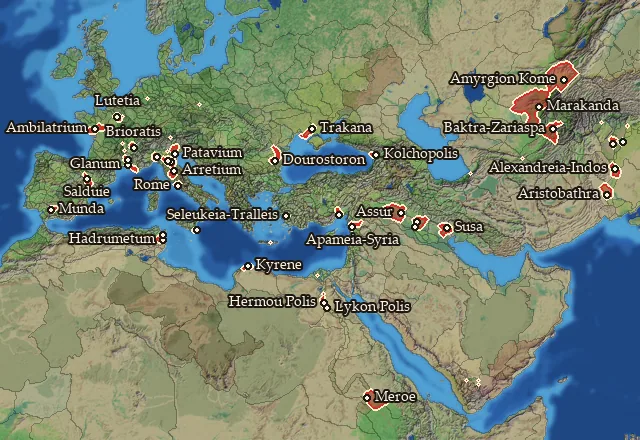 Amyrgion Kome
Lutetia
Marakanda
Ambilatrium
Brioratis
Trakana
Baktra-Zariaspa
Patavium
Dourostoron
Kolchopolis
Glanum
Arretium
Alexandreia-Indos
Salduie
Rome
Aristobathra
Munda
Seleukeia-Tralleis
Assur
Susa
Hadrumetum
Apameia-Syria
Kyrene
Hermou Polis
Lykon Polis
Meroe